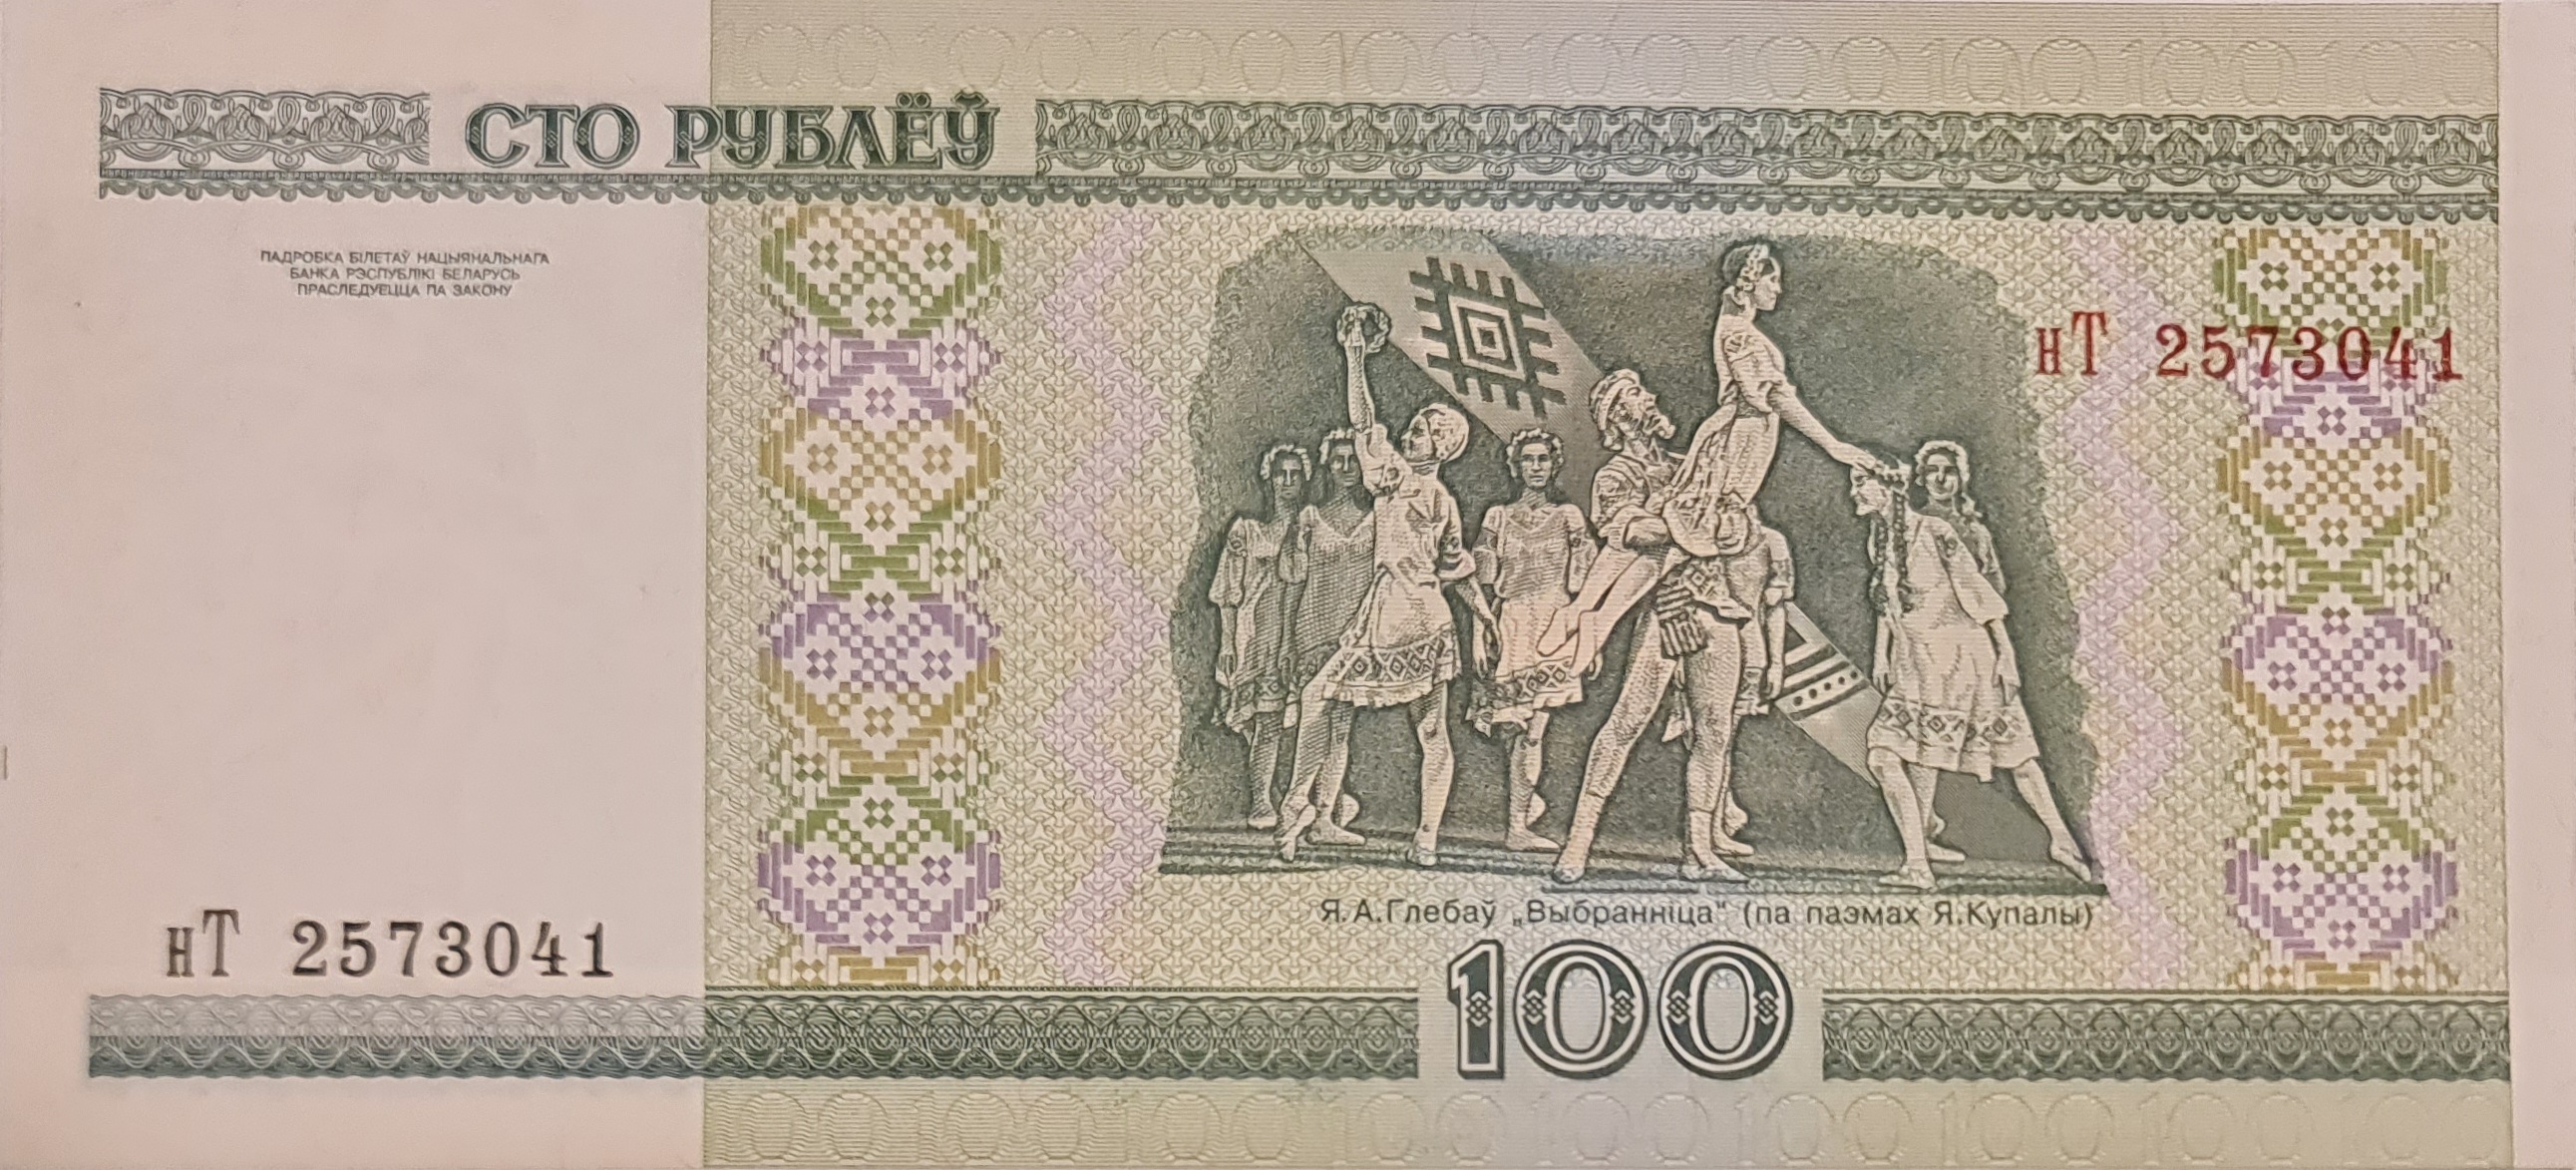 СТО РУБЛЁЎ
ПАДРОБКА БІЛЕТАЎ НАЦЫЯНАЛЬНАГА
БАНКА РЭСПУБЛІКІ БЕЛАРУСЬ
ПРАСЛЕДУЕЦЦА ПА ЗАКОНУ
нТ 2573041
Я.А.Глебаў „Выбранніца“ (па паэмах Я.Купалы)
нТ 2573041
100